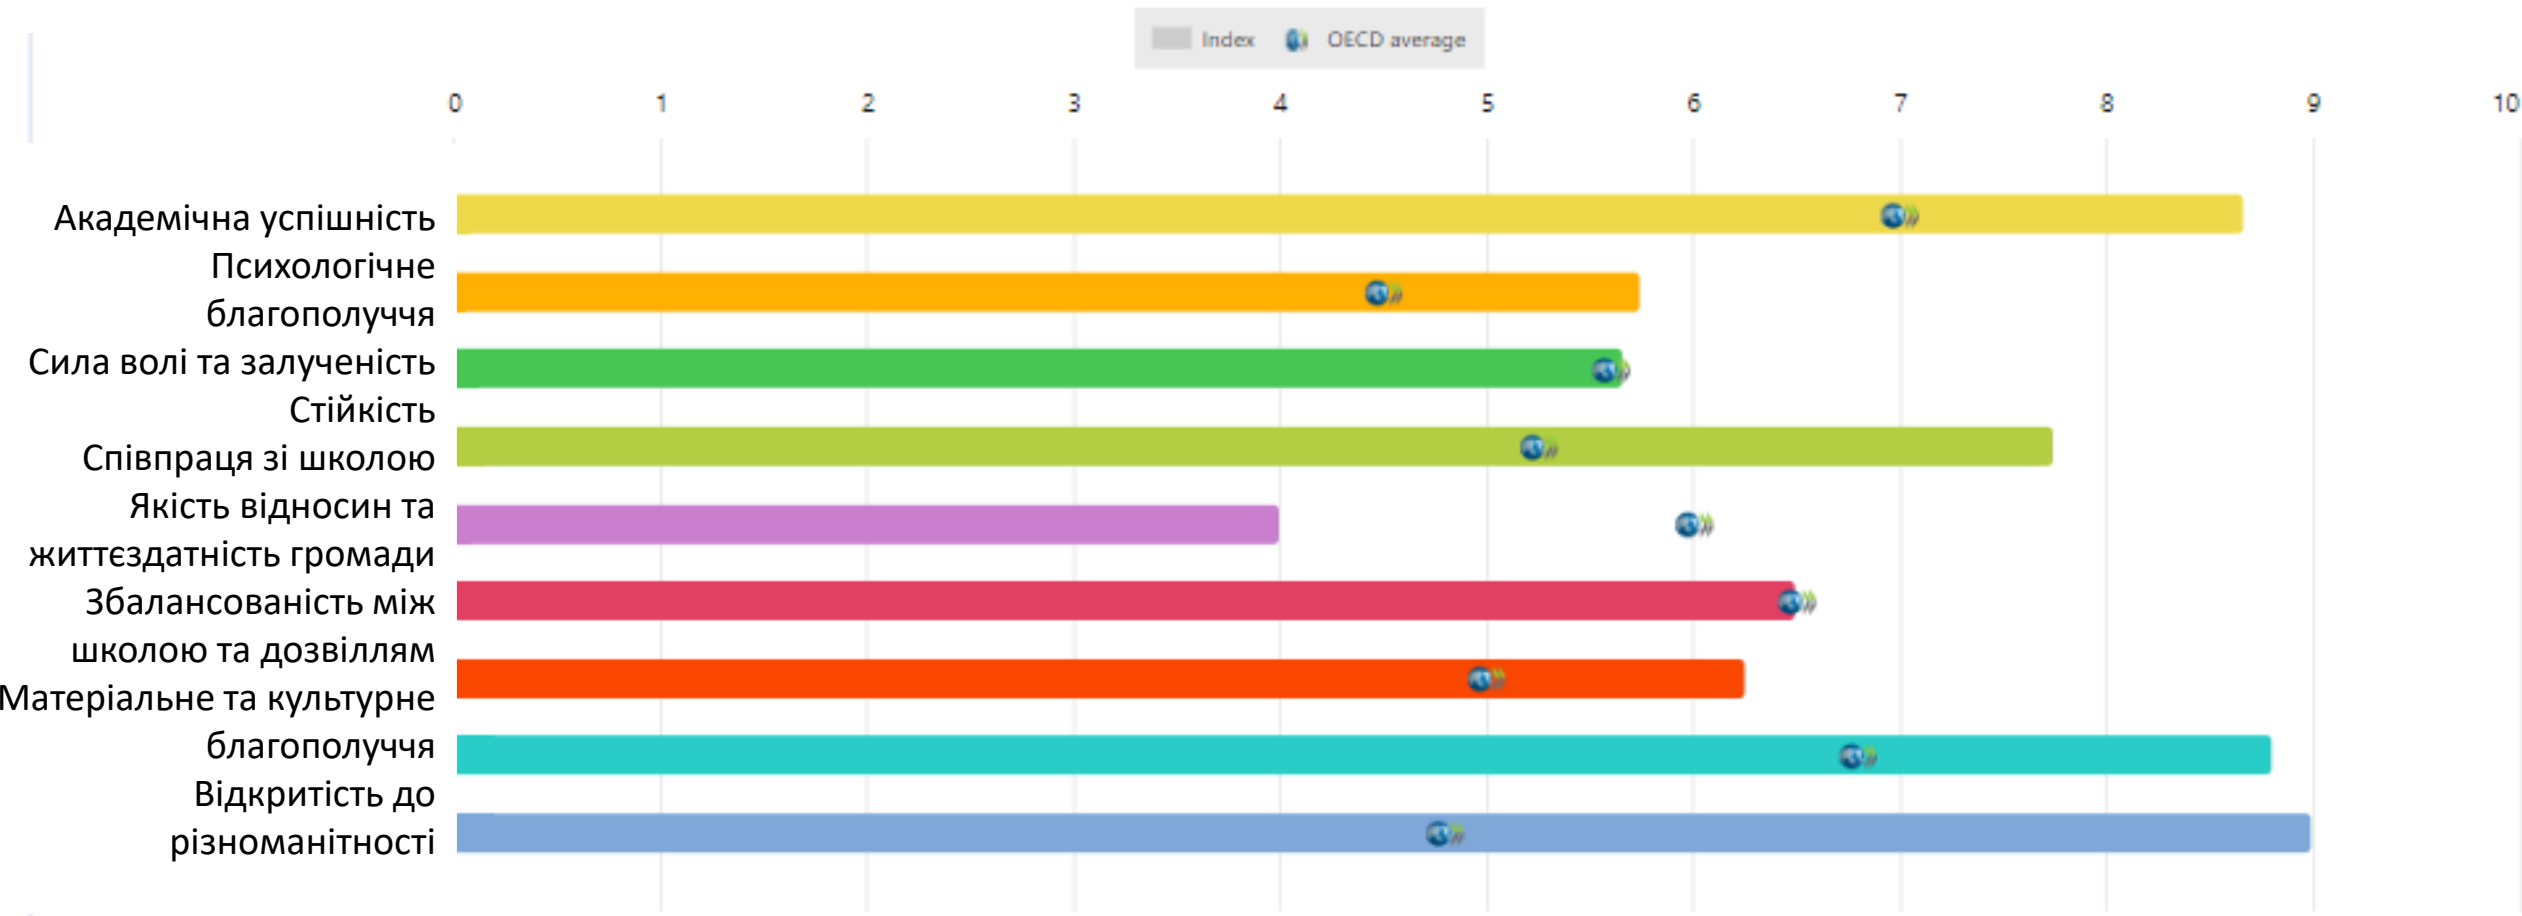 Index OECD average
0 1 2 3 4 5 6 7 8 9 10
Академічна успішність
Психологічне
благополуччя
Сила волі та залученість
Стійкість
Співпраця зі школою
Якість відносин та
життєздатність громади
Збалансованість між
школою та дозвіллям
Матеріальне та культурне
благополуччя
Відкритість до
різноманітності